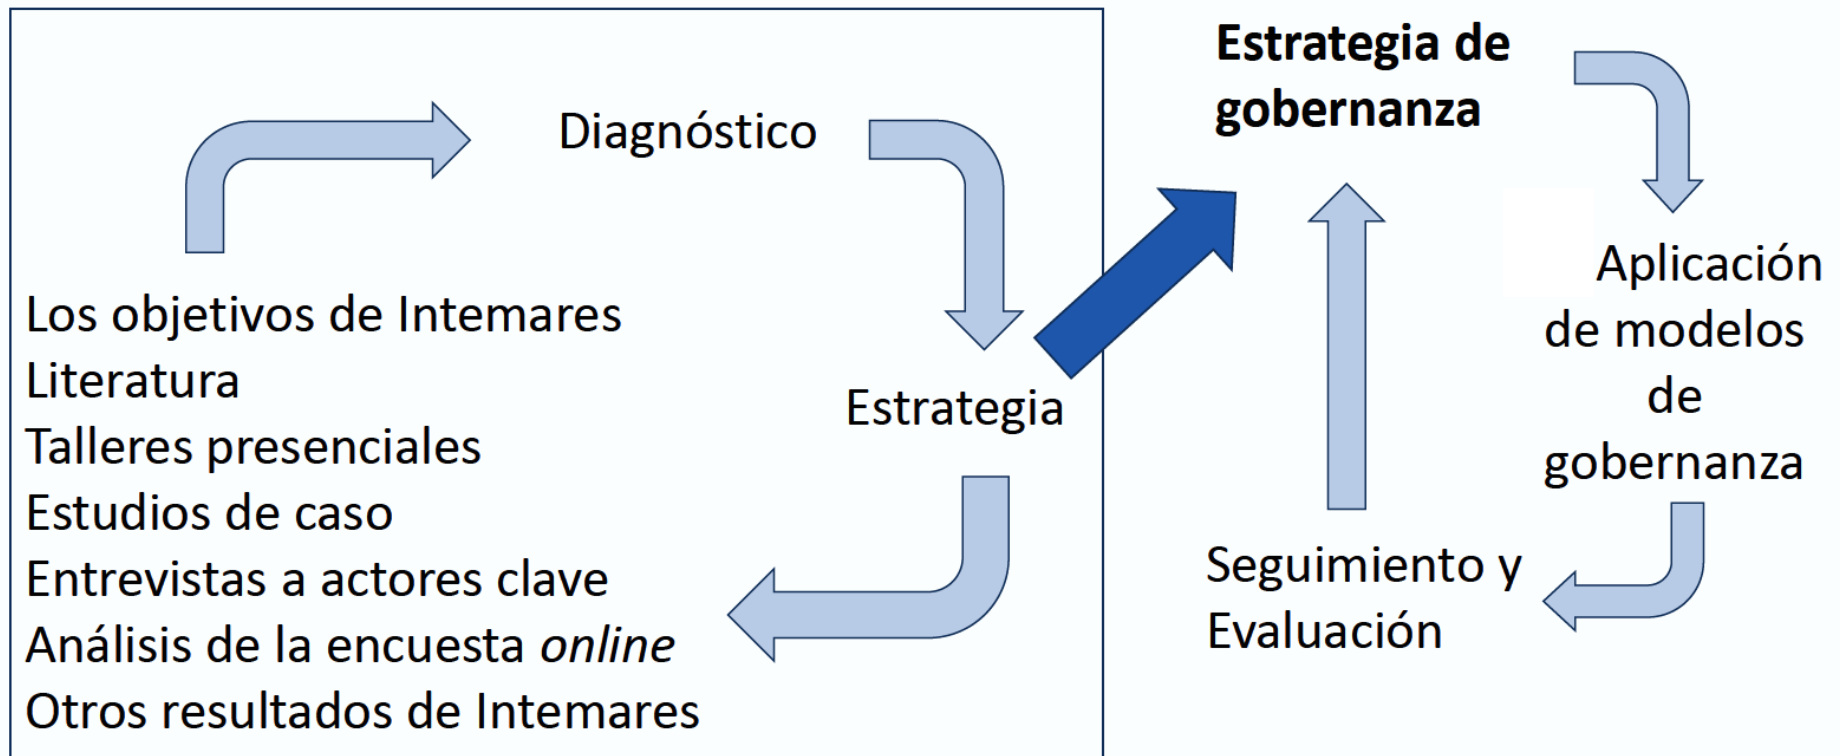 Diagnóstico
Los objetivos de Intemares
Literatura
Talleres presenciales
Estudios de caso
Entrevistas a actores clave
Análisis de la encuesta online
Otros resultados de Intemares
Estrategia
Estrategia de
gobernanza
Aplicación
de modelos
de
gobernanza
Seguimiento y
Evaluación